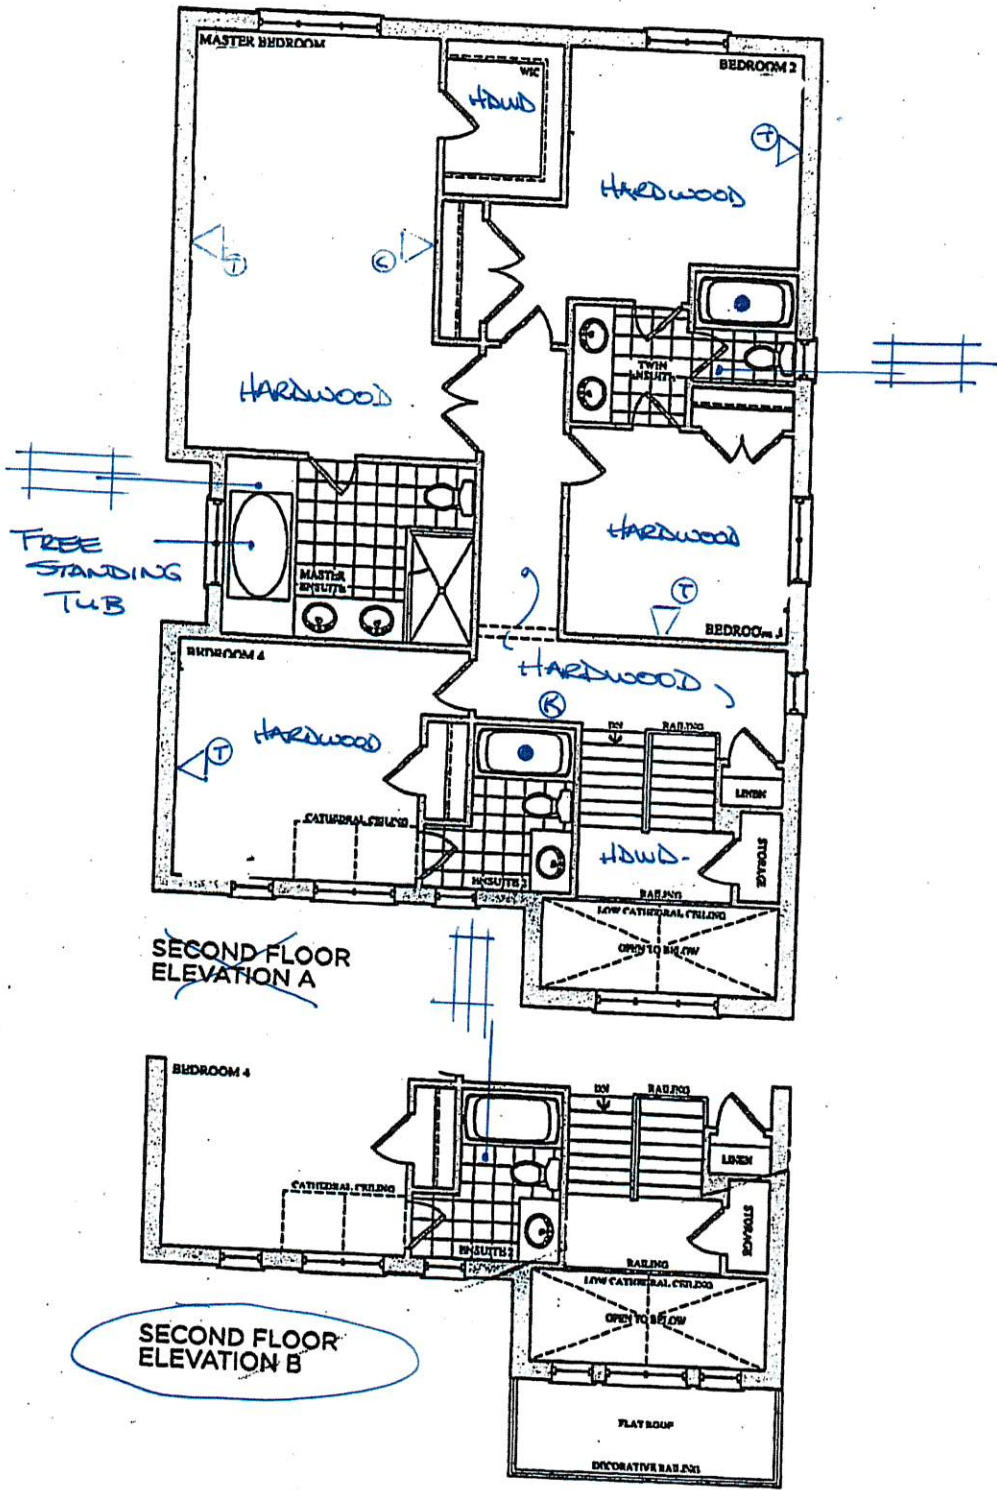 MASTER BEDROOM
WIC
HDWD
BEDROOM 2
T
HARDWOOD
T
C
TWIN
ENSUITE
HARDWOOD
FREE
STANDING
TUB
HARDWOOD
MASTER
ENSUITE
T
BEDROOM 3
BEDROOM 4
HARDWOOD
K
HARDWOOD
T
DN
RAILING
LINEN
CATHEDRAL CEILING
HDWD-
STORAGE
ENSUITE 2
RAILING
LOW CATHEDRAL CEILING
OPEN TO BELOW
SECOND FLOOR
ELEVATION A
BEDROOM 4
DN
RAILING
LINEN
CATHEDRAL CEILING
STORAGE
ENSUITE 2
RAILING
LOW CATHEDRAL CEILING
OPEN TO BELOW
SECOND FLOOR
ELEVATION B
FLAT ROOF
DECORATIVE RAILING